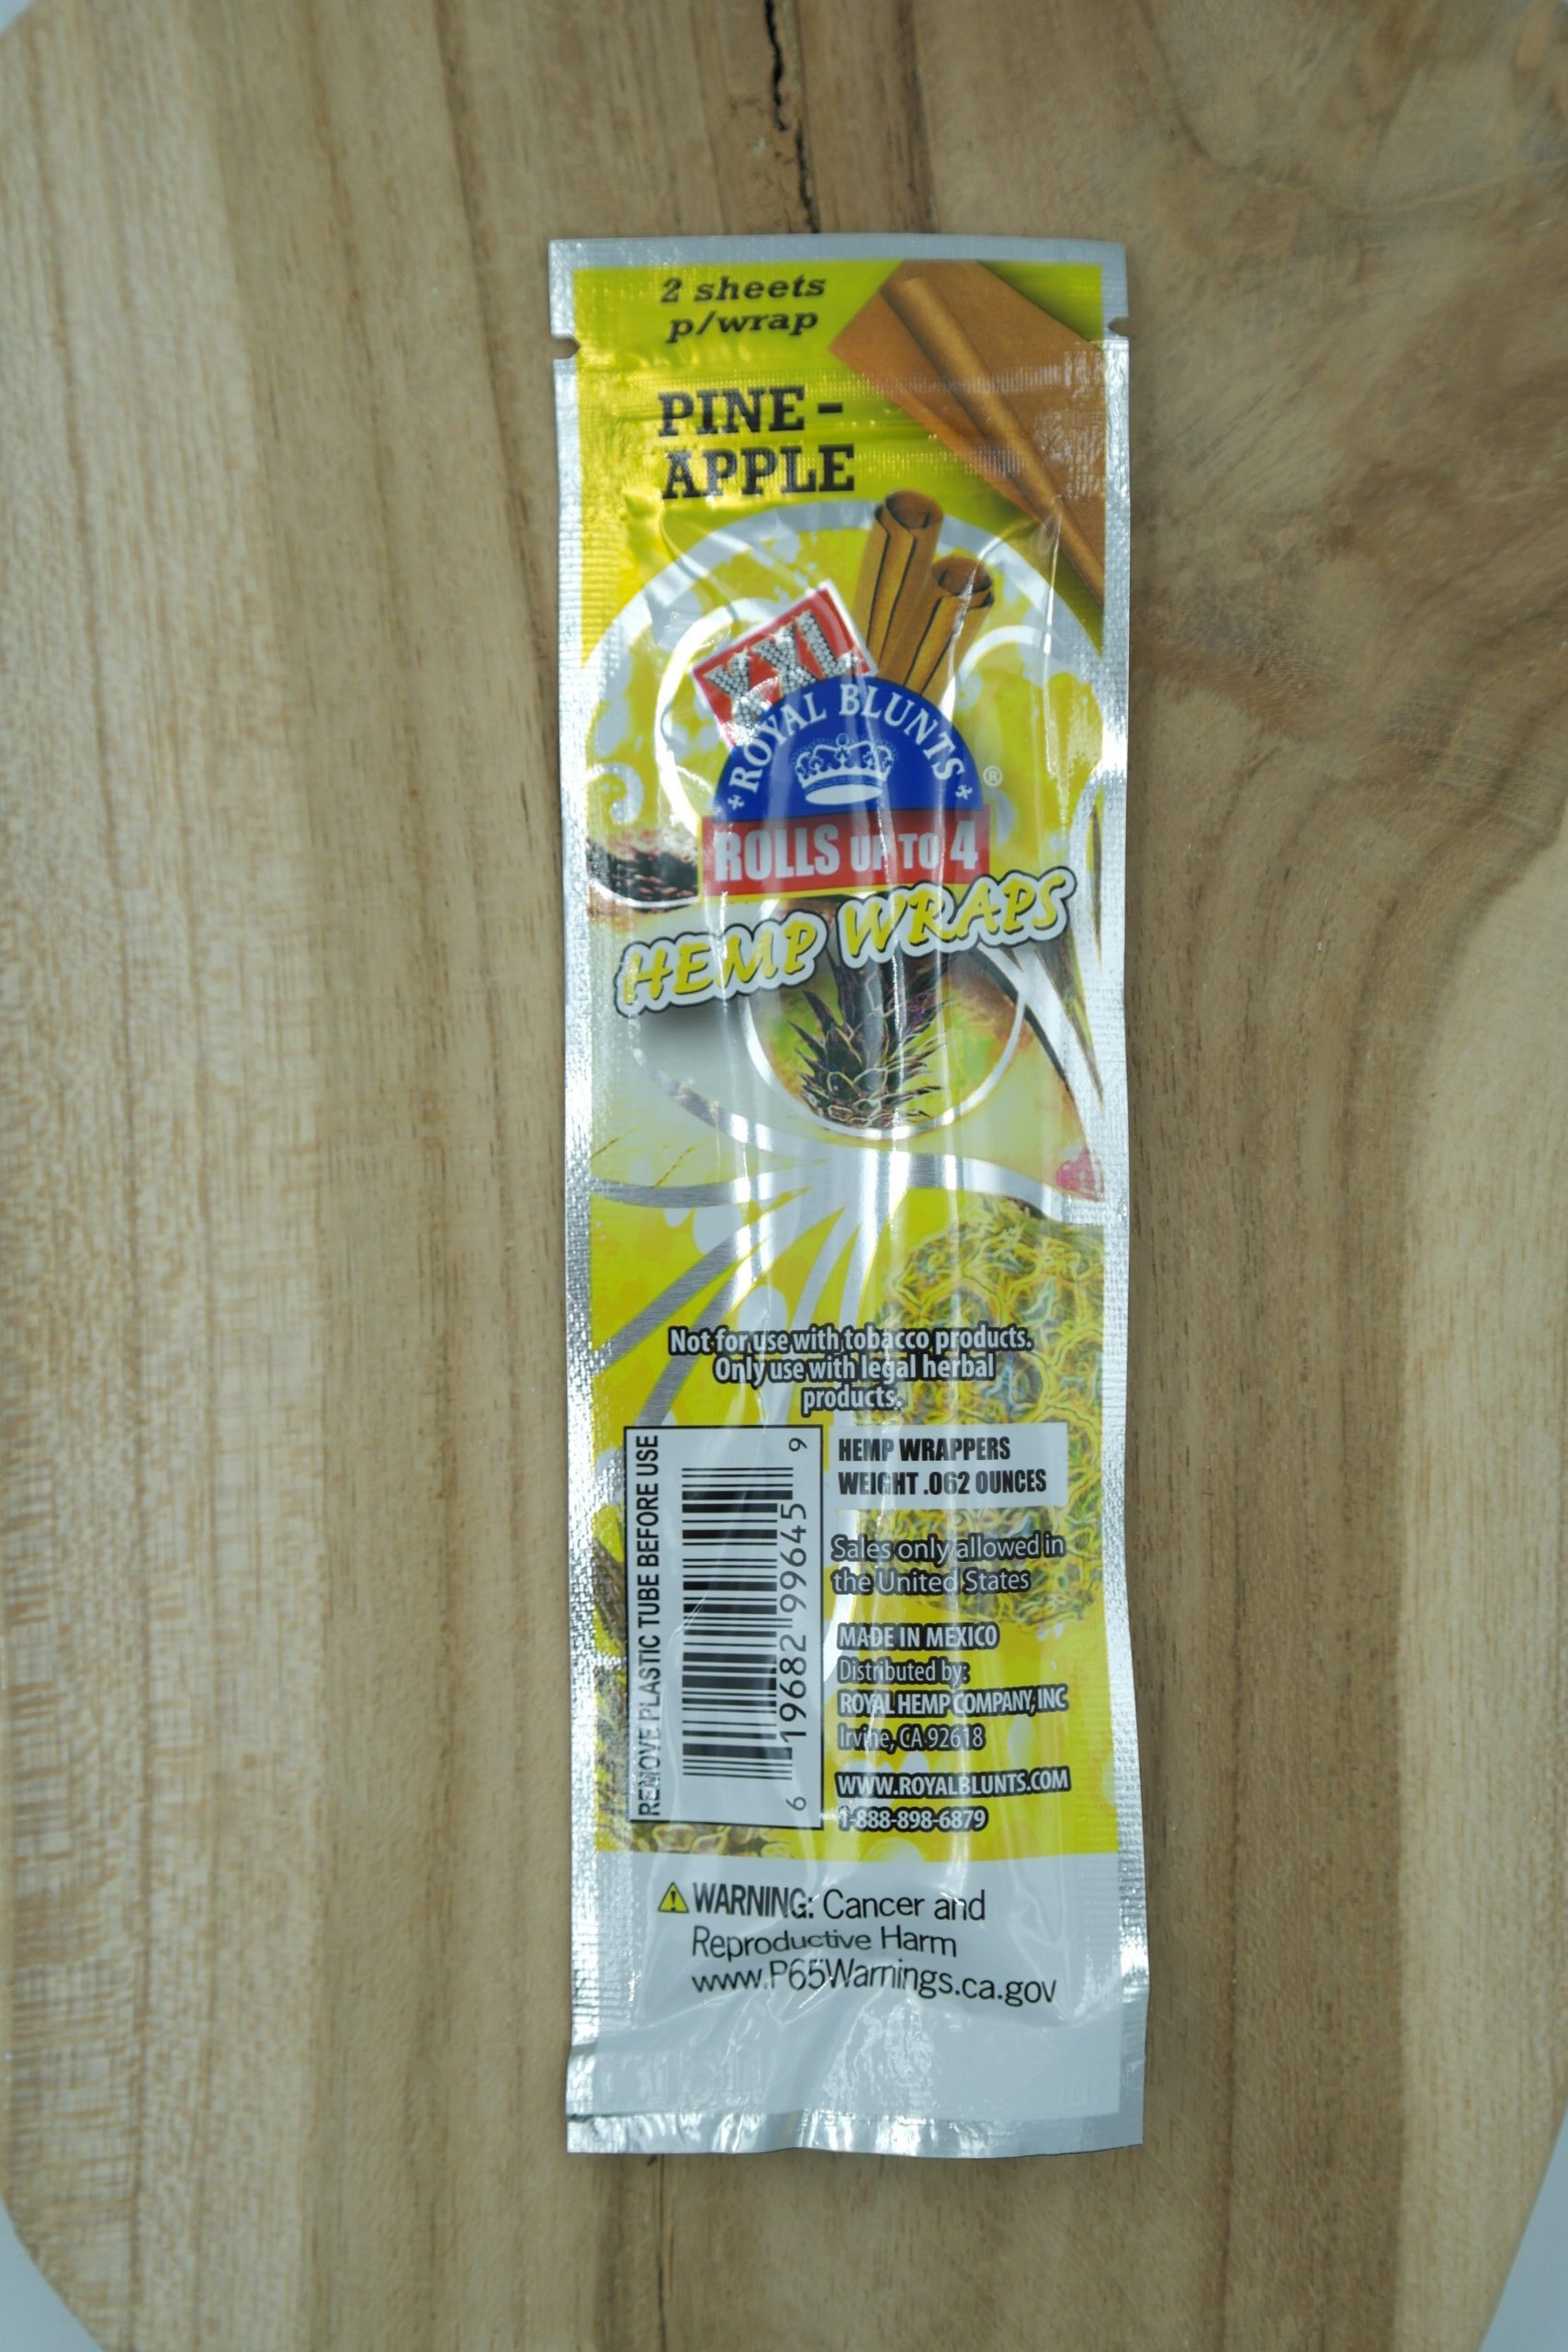 2 sheets
p/wrap
PINE-
APPLE
XXL
ROYAL BLUNTS
®
ROLLS UP TO 4
HEMP WRAPS
Not for use with tobacco products.
Only use with legal herbal
products.
REMOVE PLASTIC TUBE BEFORE USE
6 19682 99645 9
HEMP WRAPPERS
WEIGHT .062 OUNCES
Sales only allowed in
the United States
MADE IN MEXICO
Distributed by:
ROYAL HEMP COMPANY, INC
Irvine, CA 92618
WWW.ROYALBLUNTS.COM
1-888-898-6879
WARNING: Cancer and
Reproductive Harm
www.P65Warnings.ca.gov